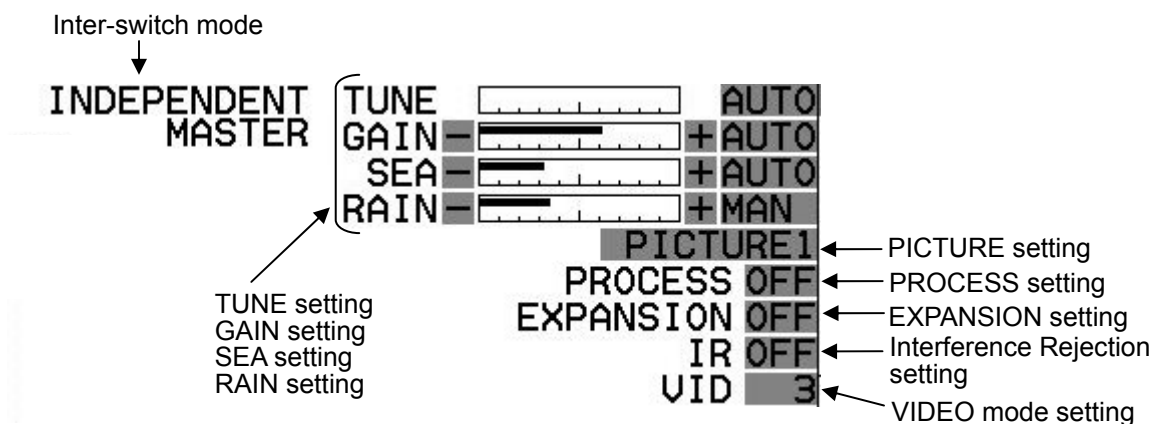 Inter-switch mode
INDEPENDENT
MASTER
TUNE AUTO
GAIN - + AUTO
SEA - + AUTO
RAIN - + MAN
PICTURE1
PROCESS OFF
EXPANSION OFF
IR OFF
VID 3
TUNE setting
GAIN setting
SEA setting
RAIN setting
PICTURE setting
PROCESS setting
EXPANSION setting
Interference Rejection
setting
VIDEO mode setting